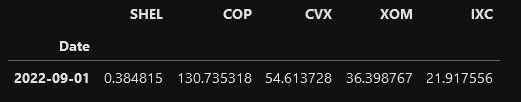 SHEL COP CVX XOM IXC
Date
2022-09-01 0.384815 130.735318 54.613728 36.398767 21.917556